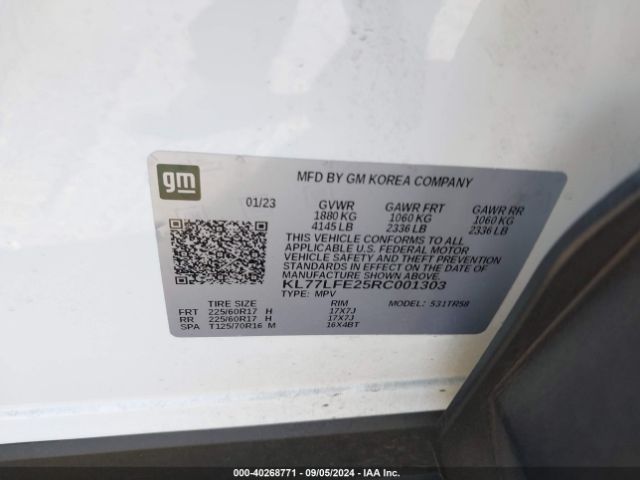 gm
MFD BY GM KOREA COMPANY
01/23 GVWR GAWR FRT GAWR RR
1880 KG 1060 KG 1060 KG
4145 LB 2336 LB 2336 LB
THIS VEHICLE CONFORMS TO ALL
APPLICABLE U.S. FEDERAL MOTOR
VEHICLE SAFETY AND THEFT PREVENTION
STANDARDS IN EFFECT ON THE DATE OF
MANUFACTURE SHOWN ABOVE.
KL77LFE25RC001303
TYPE: MPV MODEL: 531TR58
TIRE SIZE RIM
FRT 225/60R17 H 17X7J
RR 225/60R17 H 17X7J
SPA T125/70R16 M 16X4BT
000-40268771 - 09/05/2024 - IAA Inc.